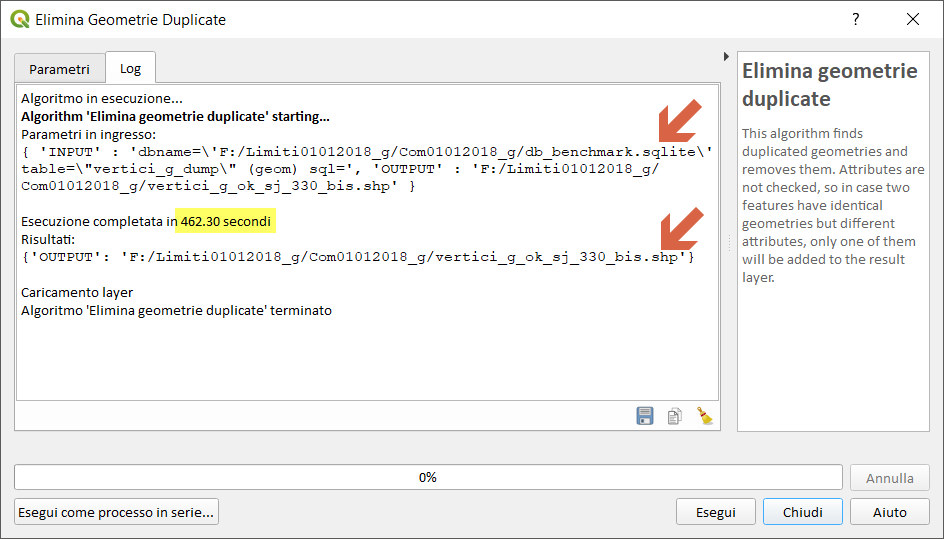 Elimina Geometrie Duplicate
Parametri
Log
Algoritmo in esecuzione...
Algorithm 'Elimina geometrie duplicate' starting...
Parametri in ingresso:
{ 'INPUT' : 'dbname=\'F:/Limiti01012018_g/Com01012018_g/db_benchmark.sqlite\'
table=\"vertici_g_dump\" (geom) sql=', 'OUTPUT' : 'F:/Limiti01012018_g/
Com01012018_g/vertici_g_ok_sj_330_bis.shp' }
Esecuzione completata in 462.30 secondi
Risultati:
{'OUTPUT': 'F:/Limiti01012018_g/Com01012018_g/vertici_g_ok_sj_330_bis.shp'}
Caricamento layer
Algoritmo 'Elimina geometrie duplicate' terminato
Elimina geometrie
duplicate
This algorithm finds
duplicated geometries and
removes them. Attributes are
not checked, so in case two
features have identical
geometries but different
attributes, only one of them
will be added to the result
layer.
0%
Annulla
Esegui come processo in serie...
Esegui
Chiudi
Aiuto